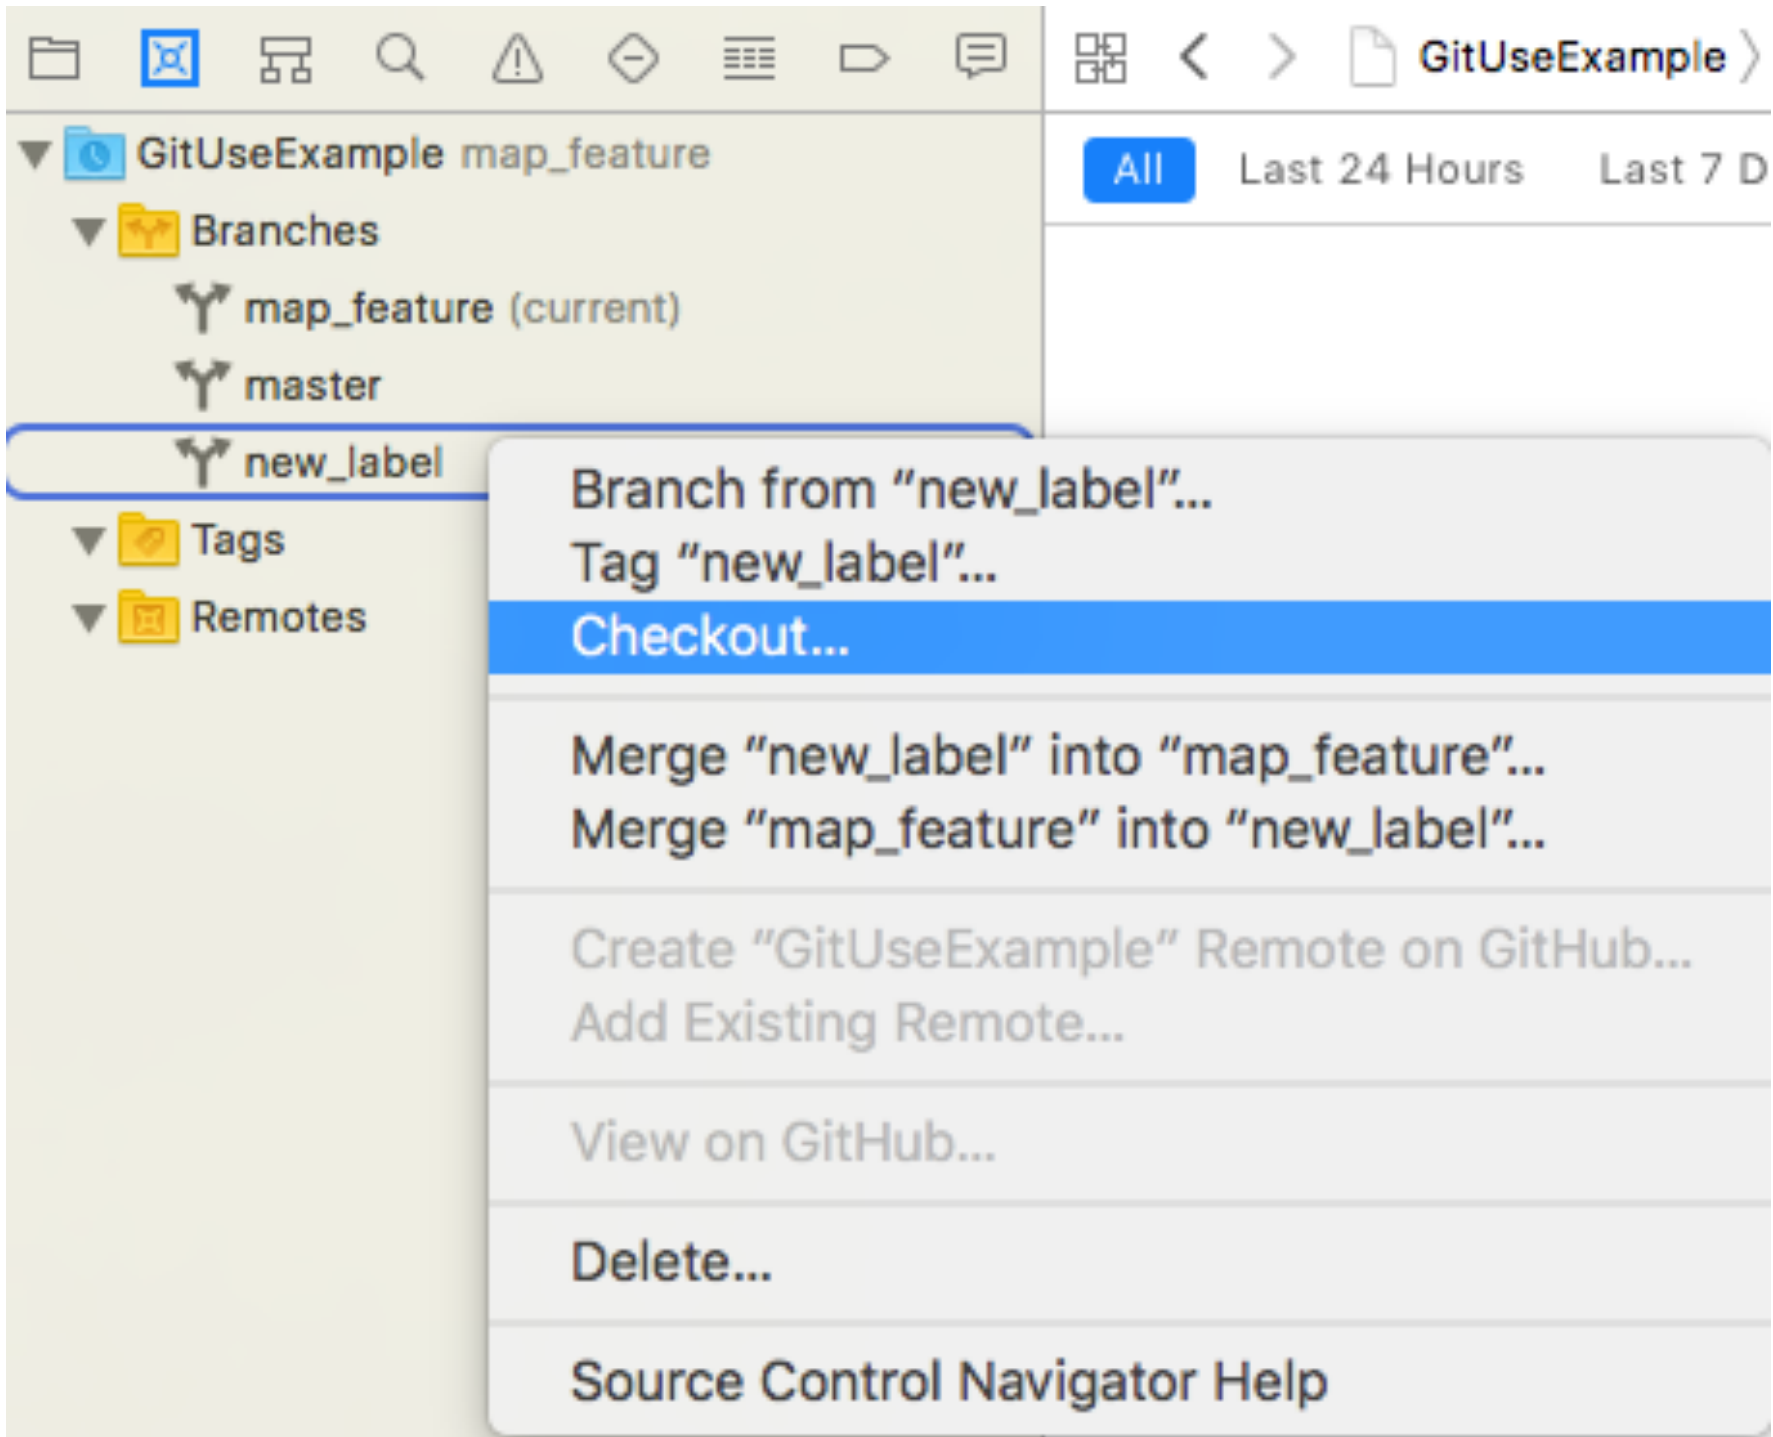 GitUseExample
GitUseExample map_feature
All Last 24 Hours Last 7 D
Branches
map_feature (current)
master
new_label
Tags
Remotes
Branch from “new_label”...
Tag “new_label”...
Checkout...
Merge “new_label” into “map_feature”...
Merge “map_feature” into “new_label”...
Create “GitUseExample” Remote on GitHub...
Add Existing Remote...
View on GitHub...
Delete...
Source Control Navigator Help